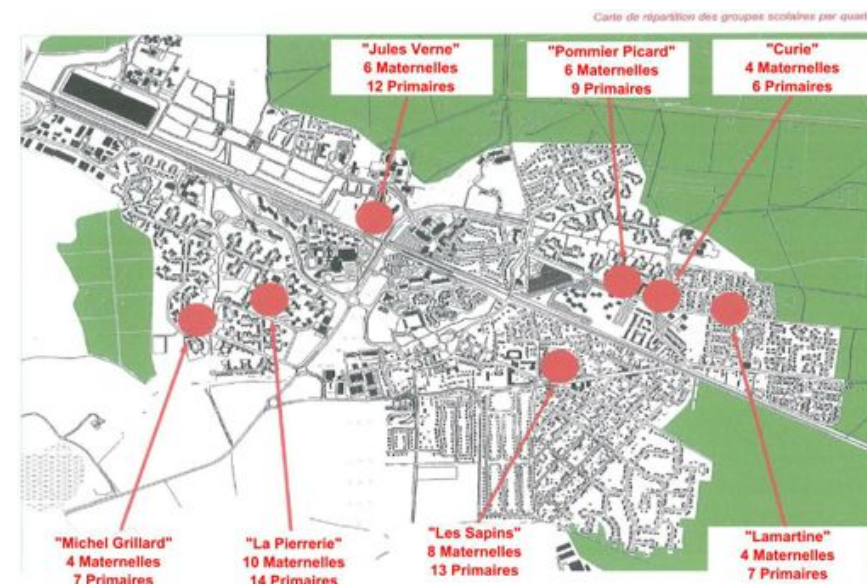 Carte de répartition des groupes scolaires par quart
"Jules Verne"
6 Maternelles
12 Primaires
"Pommier Picard"
6 Maternelles
9 Primaires
"Curie"
4 Maternelles
6 Primaires
"Michel Grillard"
4 Maternelles
7 Primaires
"La Pierrerie"
10 Maternelles
14 Primaires
"Les Sapins"
8 Maternelles
13 Primaires
"Lamartine"
4 Maternelles
7 Primaires